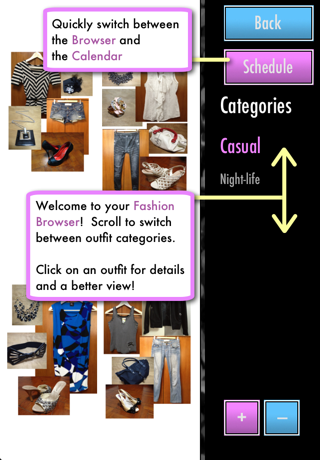 Quickly switch between
the Browser and
the Calendar
Back
Schedule
Categories
Casual
Night-life
Welcome to your Fashion
Browser! Scroll to switch
between outfit categories.
Click on an outfit for details
and a better view!
+
–